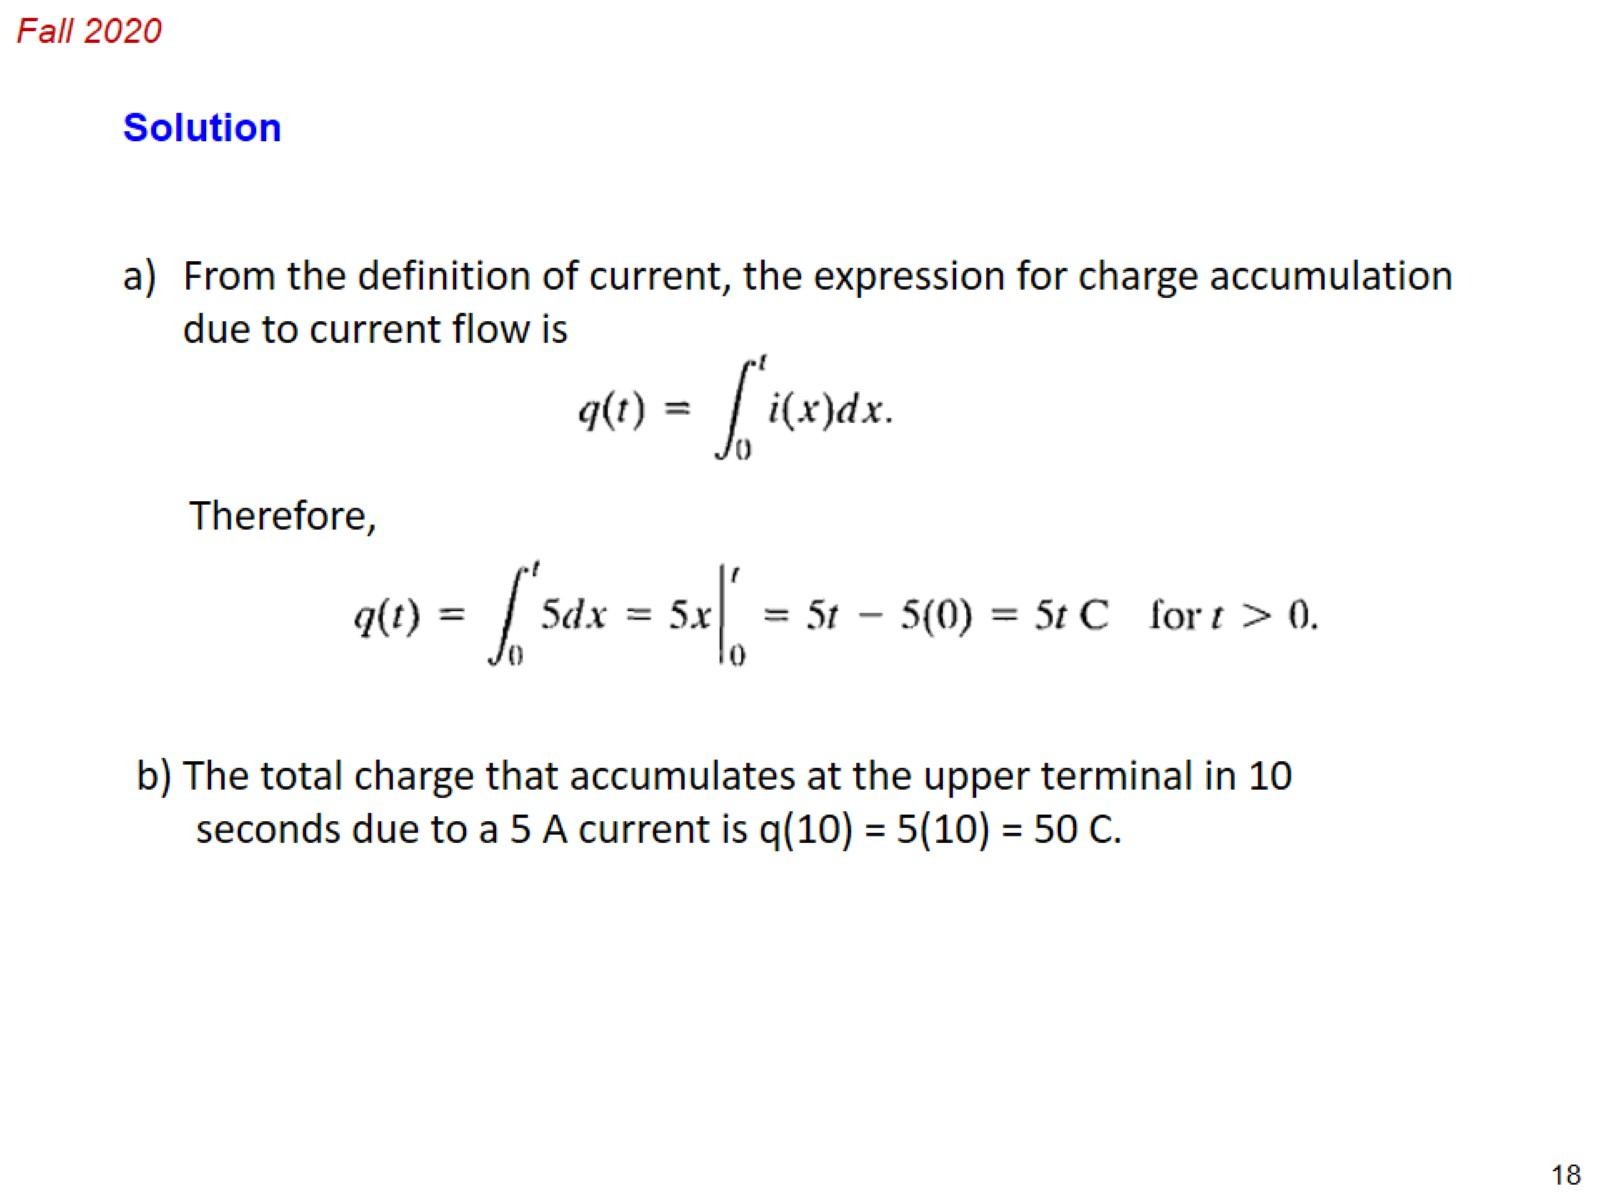 Fall 2020
Solution
a) From the definition of current, the expression for charge accumulation
due to current flow is
q(t) = ∫₀ᵗ i(x)dx.
Therefore,
q(t) = ∫₀ᵗ 5dx = 5x|₀ᵗ = 5t − 5(0) = 5t C for t > 0.
b) The total charge that accumulates at the upper terminal in 10
seconds due to a 5 A current is q(10) = 5(10) = 50 C.
18